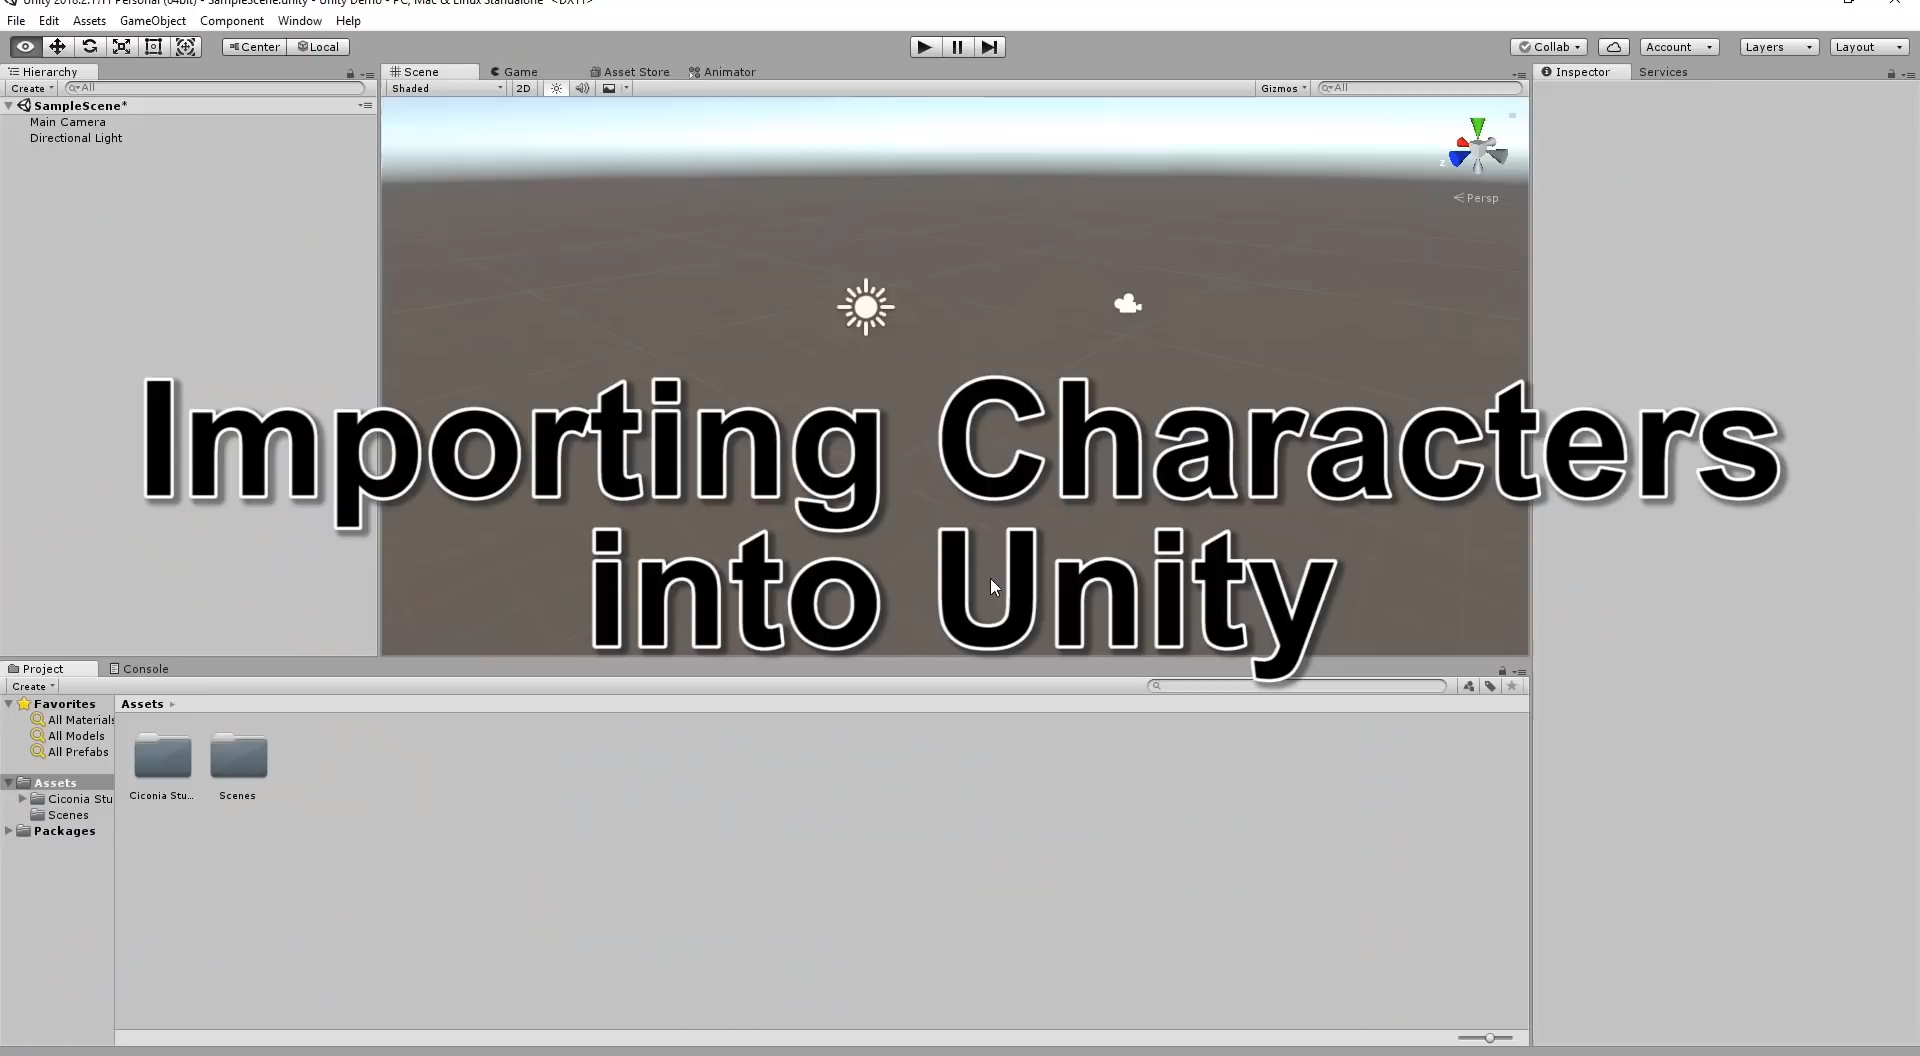 File Edit Assets GameObject Component Window Help
Center Local
Collab Account Layers Layout
Hierarchy
Create All
SampleScene*
Main Camera
Directional Light
Scene Game Asset Store Animator
Shaded 2D Gizmos All
z
Persp
Inspector Services
Importing Characters
into Unity
Project Console
Create
Favorites
All Materials
All Models
All Prefabs
Assets
Ciconia Stu
Scenes
Packages
Assets
Ciconia Stu...
Scenes